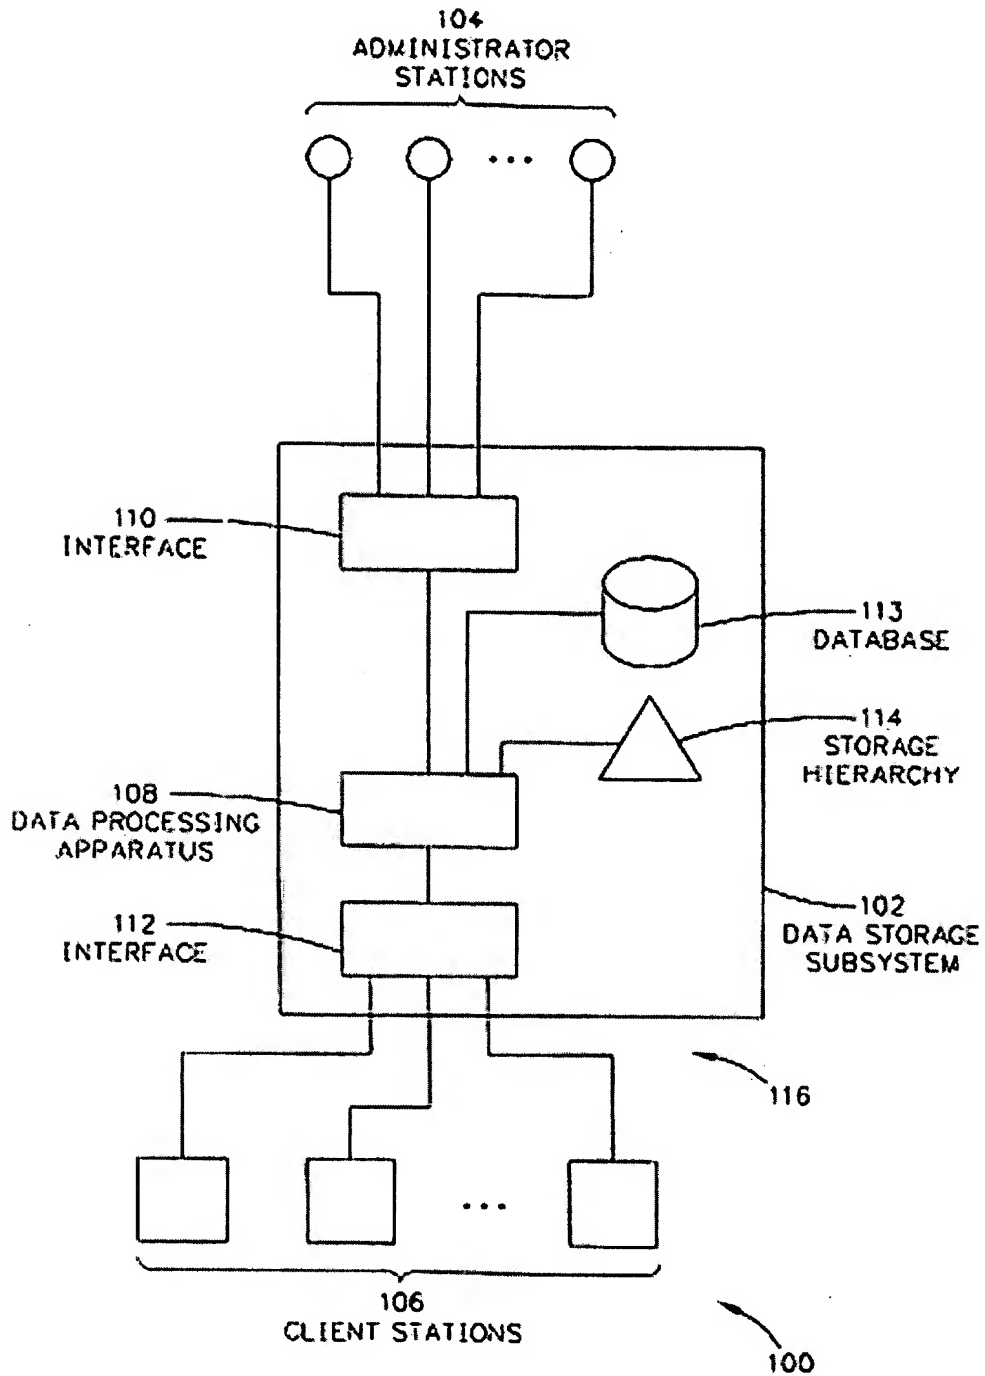 104
ADMINISTRATOR
STATIONS
110
INTERFACE
113
DATABASE
114
STORAGE
HIERARCHY
108
DATA PROCESSING
APPARATUS
112
INTERFACE
102
DATA STORAGE
SUBSYSTEM
116
106
CLIENT STATIONS
100